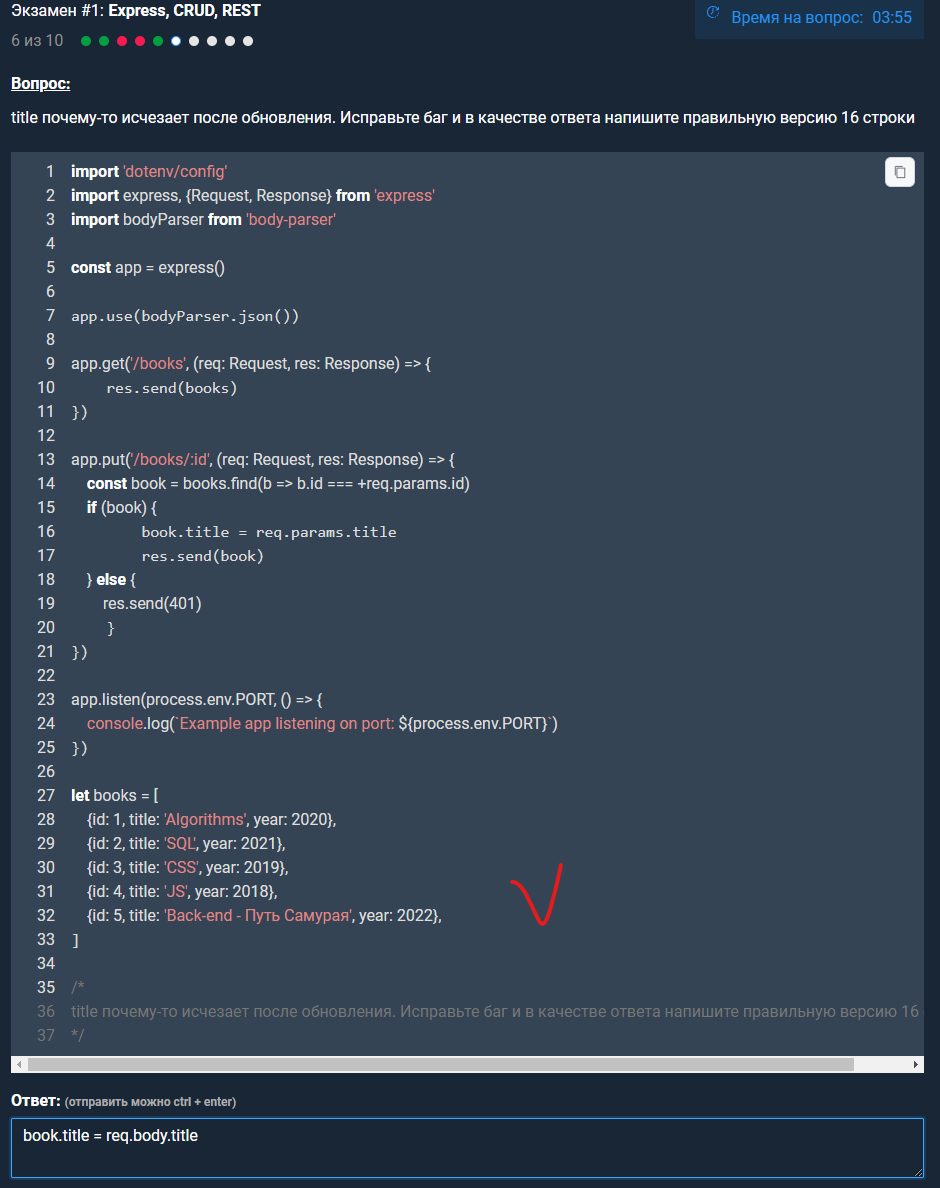 Экзамен #1: Express, CRUD, REST
Время на вопрос: 03:55
6 из 10
Вопрос:
title почему-то исчезает после обновления. Исправьте баг и в качестве ответа напишите правильную версию 16 строки
1 import 'dotenv/config'
2 import express, {Request, Response} from 'express'
3 import bodyParser from 'body-parser'
4
5 const app = express()
6
7 app.use(bodyParser.json())
8
9 app.get('/books', (req: Request, res: Response) => {
10 res.send(books)
11 })
12
13 app.put('/books/:id', (req: Request, res: Response) => {
14 const book = books.find(b => b.id === +req.params.id)
15 if (book) {
16 book.title = req.params.title
17 res.send(book)
18 } else {
19 res.send(401)
20 }
21 })
22
23 app.listen(process.env.PORT, () => {
24 console.log(`Example app listening on port: ${process.env.PORT}`)
25 })
26
27 let books = [
28 {id: 1, title: 'Algorithms', year: 2020},
29 {id: 2, title: 'SQL', year: 2021},
30 {id: 3, title: 'CSS', year: 2019},
31 {id: 4, title: 'JS', year: 2018},
32 {id: 5, title: 'Back-end - Путь Самурая', year: 2022},
33 ]
34
35 /*
36 title почему-то исчезает после обновления. Исправьте баг и в качестве ответа напишите правильную версию 16
37 */
Ответ: (отправить можно ctrl + enter)
book.title = req.body.title